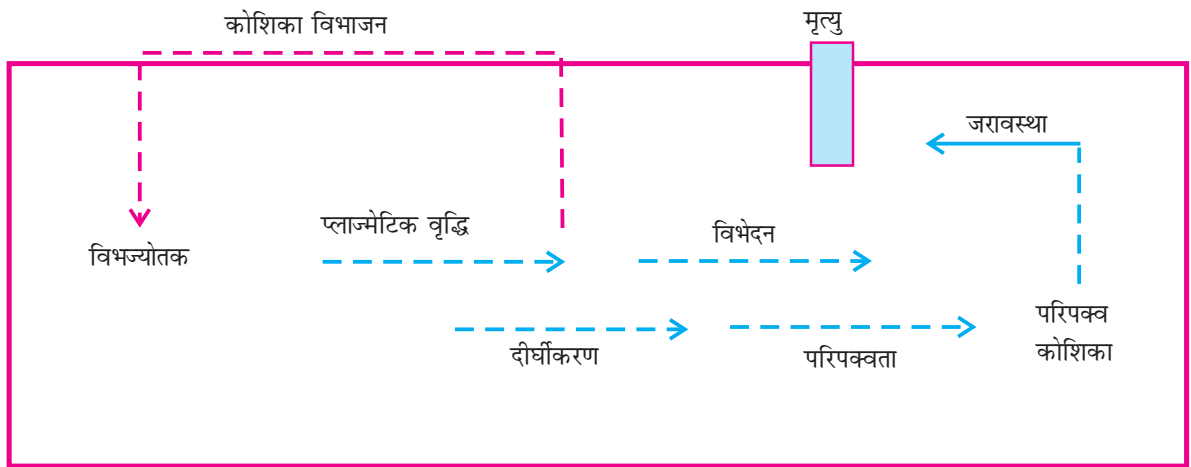 कोशिका विभाजन
मृत्यु
जरावस्था
प्लाज्मेटिक वृद्धि
विभेदन
विभज्योतक
दीर्घीकरण
परिपक्वता
परिपक्व
कोशिका